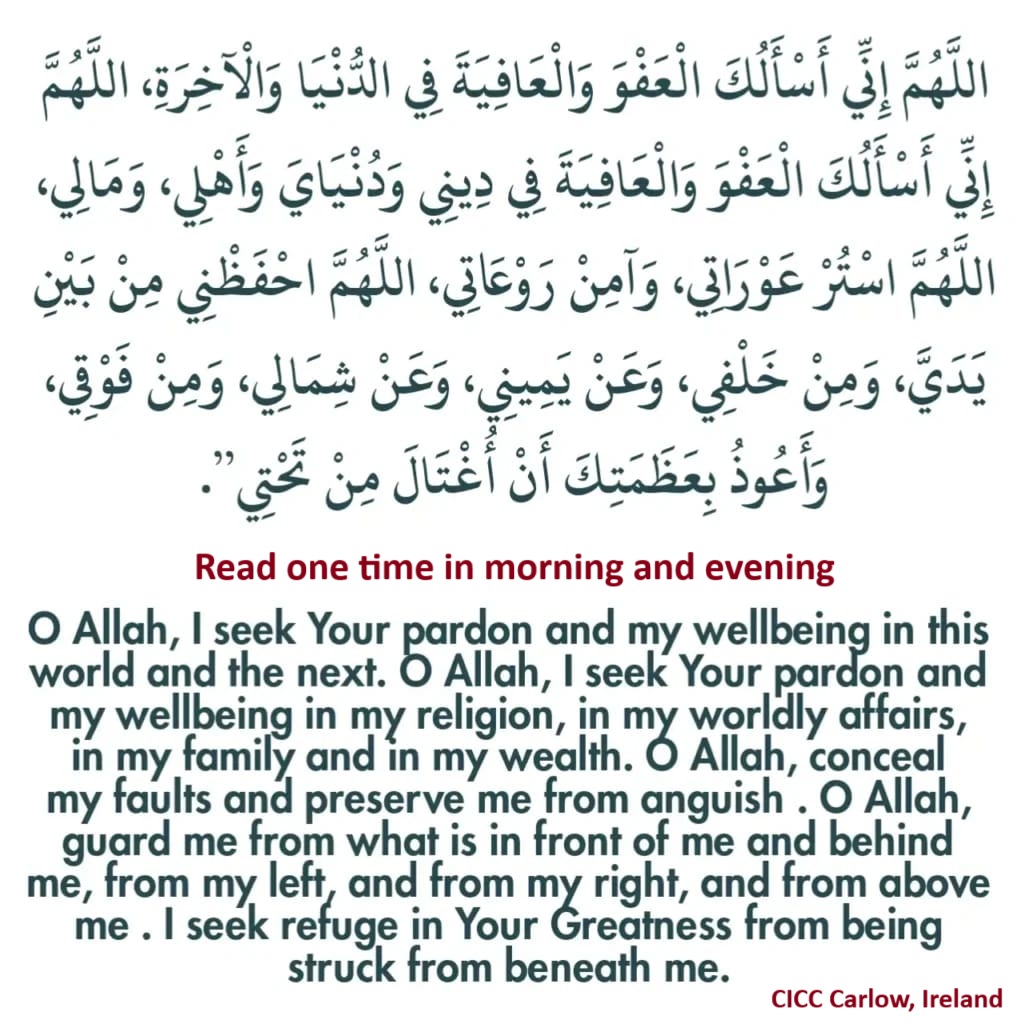 اللَّهُمَّ إِنِّي أَسْأَلُكَ الْعَفْوَ وَالْعَافِيَةَ فِي الدُّنْيَا وَالْآخِرَةِ، اللَّهُمَّ
إِنِّي أَسْأَلُكَ الْعَفْوَ وَالْعَافِيَةَ فِي دِينِي وَدُنْيَايَ وَأَهْلِي، وَمَالِي،
اللَّهُمَّ اسْتُرْ عَوْرَاتِي، وَآمِنْ رَوْعَاتِي، اللَّهُمَّ احْفَظْنِي مِنْ بَيْنِ
يَدَيَّ، وَمِنْ خَلْفِي، وَعَنْ يَمِينِي، وَعَنْ شِمَالِي، وَمِنْ فَوْقِي،
وَأَعُوذُ بِعَظَمَتِكَ أَنْ أُغْتَالَ مِنْ تَحْتِي”.
Read one time in morning and evening
O Allah, I seek Your pardon and my wellbeing in this
world and the next. O Allah, I seek Your pardon and
my wellbeing in my religion, in my worldly affairs,
in my family and in my wealth. O Allah, conceal
my faults and preserve me from anguish . O Allah,
guard me from what is in front of me and behind
me, from my left, and from my right, and from above
me . I seek refuge in Your Greatness from being
struck from beneath me.
CICC Carlow, Ireland